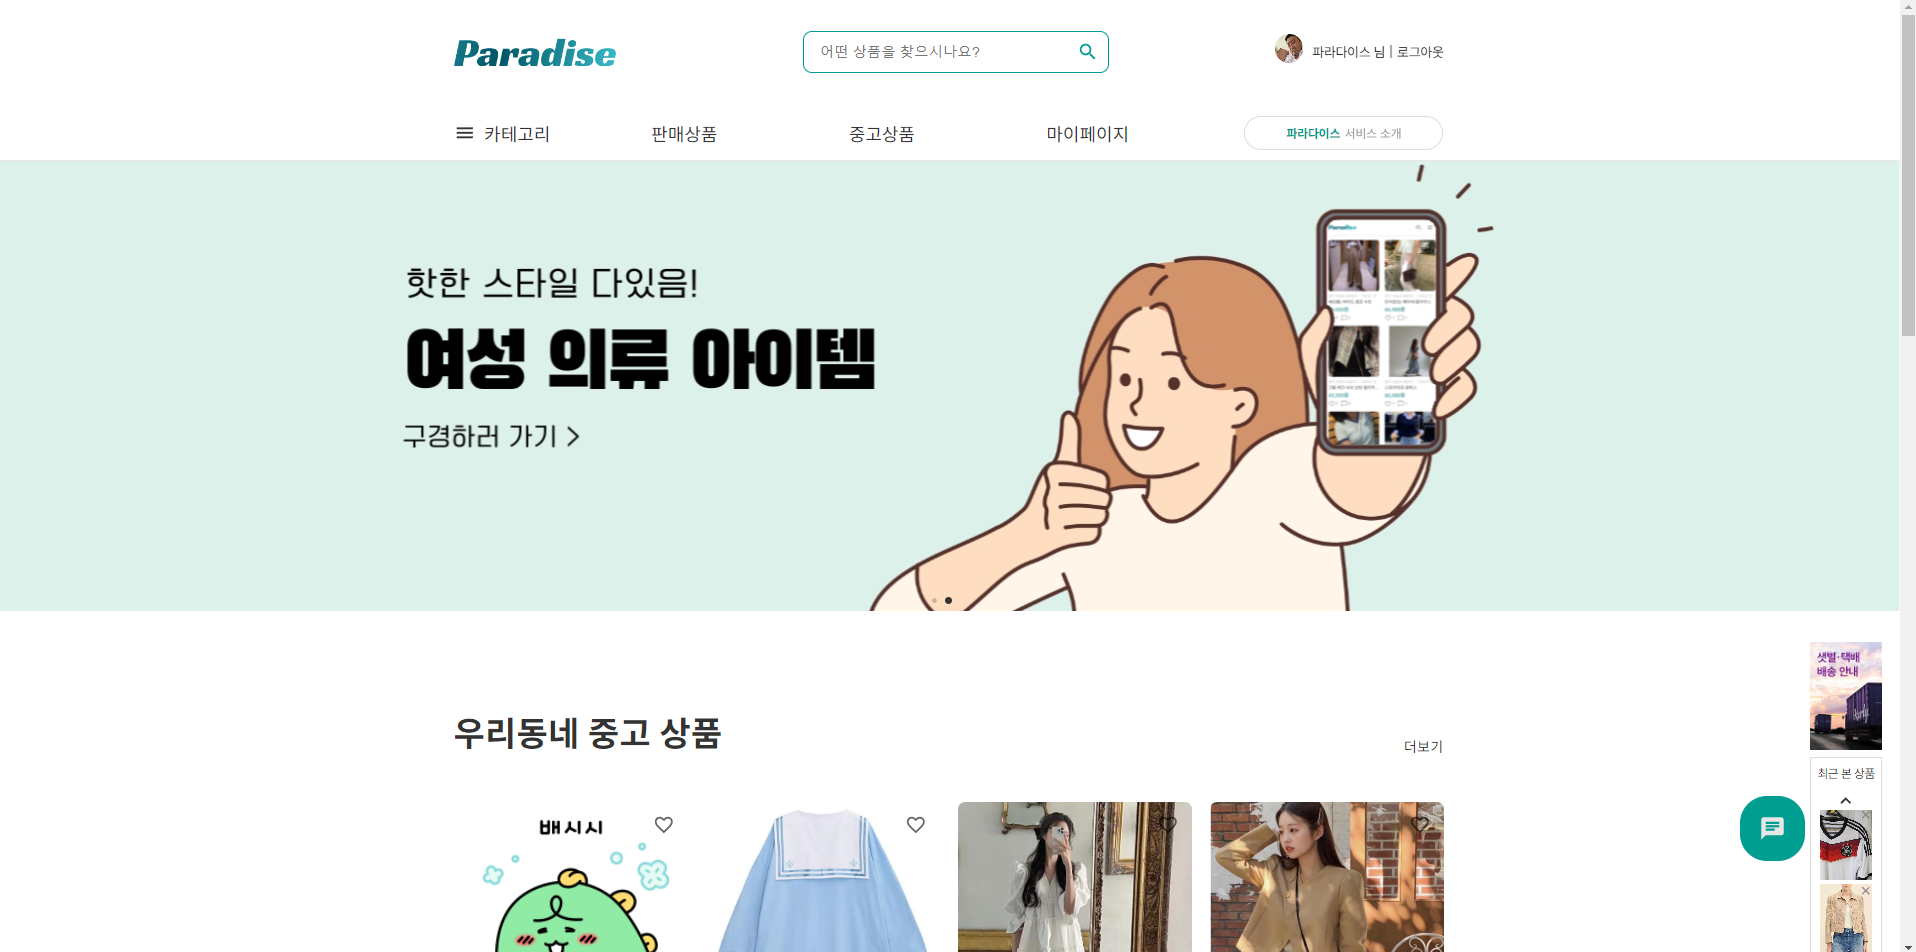 Paradise
어떤 상품을 찾으시나요?
파라다이스 님 | 로그아웃
카테고리
판매상품
중고상품
마이페이지
파라다이스 서비스 소개
핫한 스타일 다있음!
여성 의류 아이템
구경하러 가기 >
Paradise
샛별·택배
배송 안내
Kurly
우리동네 중고 상품
더보기
최근 본 상품
배시시